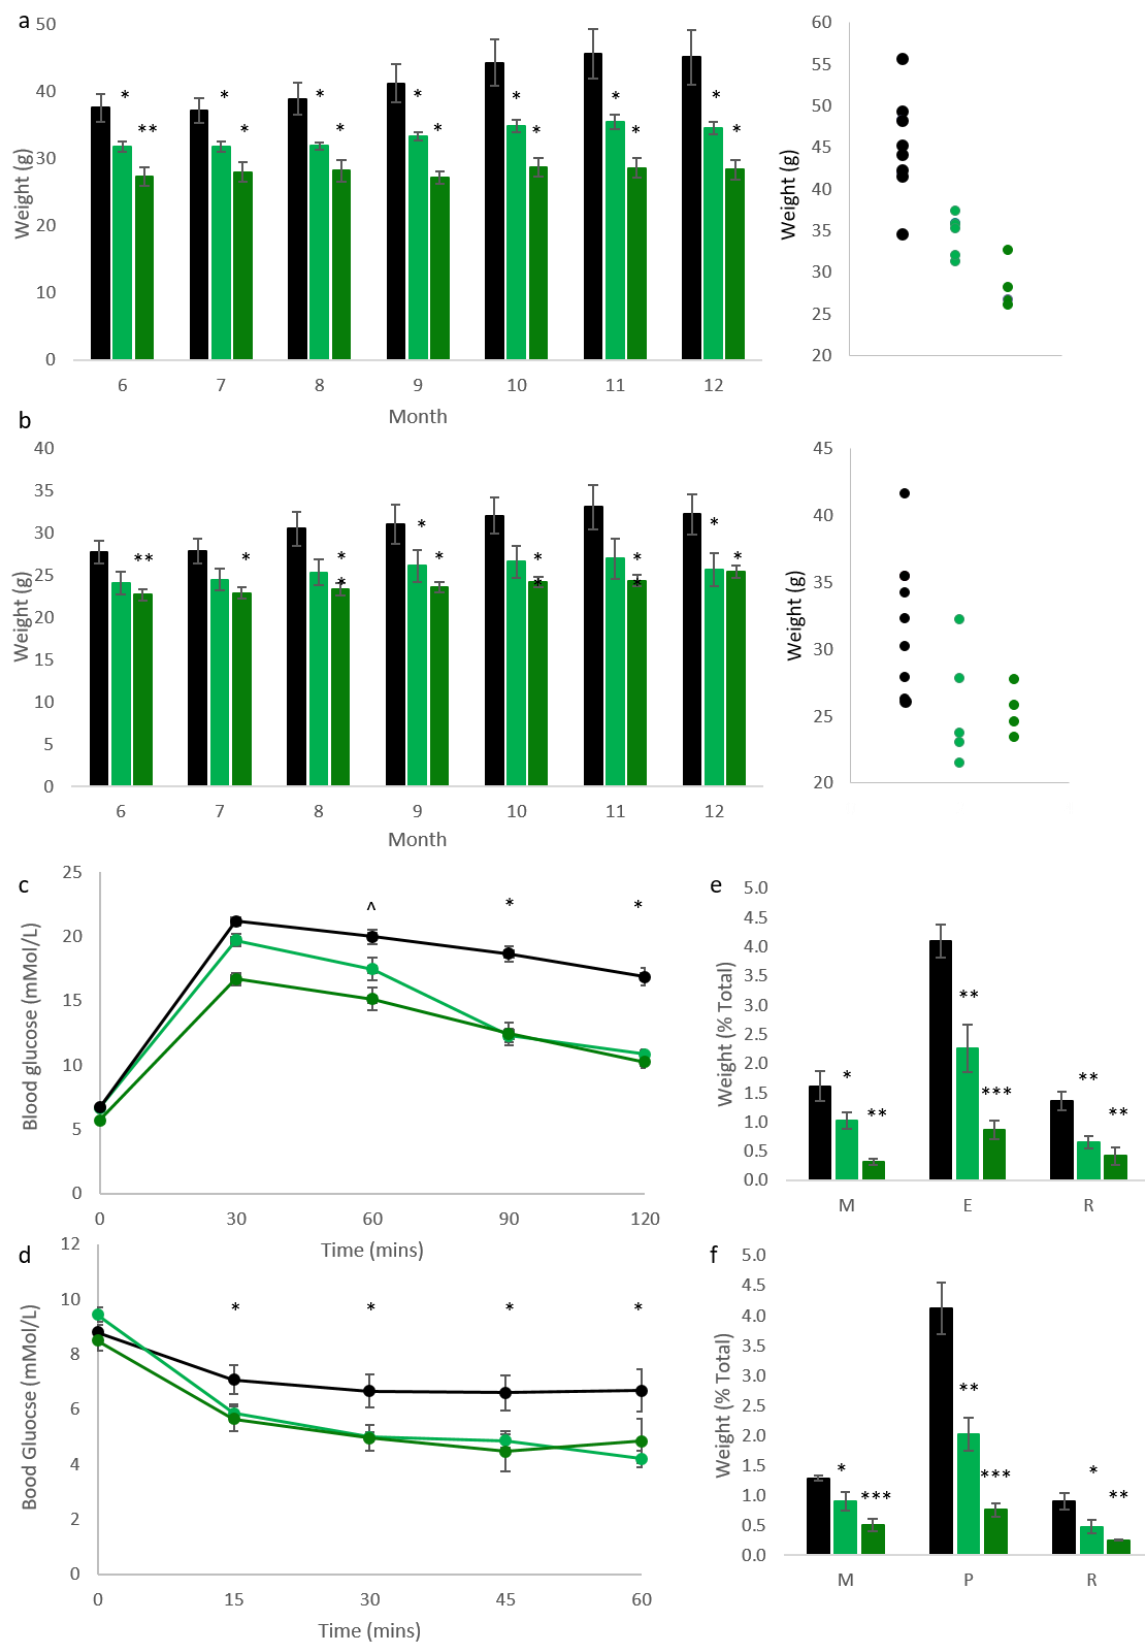 a
50
40
30
20
10
0
Weight (g)
* ** * * * * * * * * * * * *
6 7 8 9 10 11 12
Month
60
55
50
45
40
35
30
25
20
Weight (g)
b
40
35
30
25
20
15
10
5
0
Weight (g)
** * * * * * * * * * * *
6 7 8 9 10 11 12
Month
45
40
35
30
25
20
Weight (g)
c
25
20
15
10
5
0
Blood glucose (mMol/L)
^ * *
0 30 60 90 120
Time (mins)
e
5.0
4.5
4.0
3.5
3.0
2.5
2.0
1.5
1.0
0.5
0.0
Weight (% Total)
* ** ** *** ** **
M E R
d
12
10
8
6
4
2
0
Bood Gluocse (mMol/L)
* * * *
0 15 30 45 60
Time (mins)
f
5.0
4.5
4.0
3.5
3.0
2.5
2.0
1.5
1.0
0.5
0.0
Weight (% Total)
* *** ** *** * **
M P R